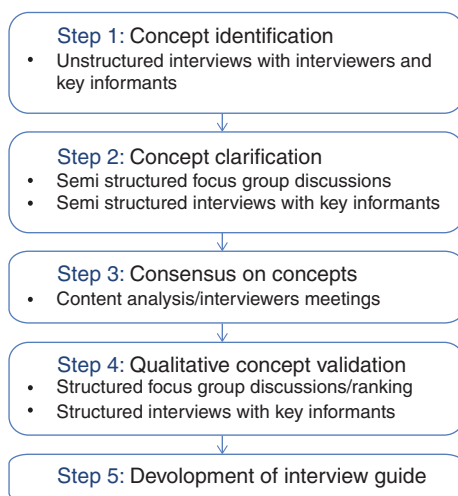 Step 1: Concept identification
• Unstructured interviews with interviewers and
key informants
Step 2: Concept clarification
• Semi structured focus group discussions
• Semi structured interviews with key informants
Step 3: Consensus on concepts
• Content analysis/interviewers meetings
Step 4: Qualitative concept validation
• Structured focus group discussions/ranking
• Structured interviews with key informants
Step 5: Devolopment of interview guide